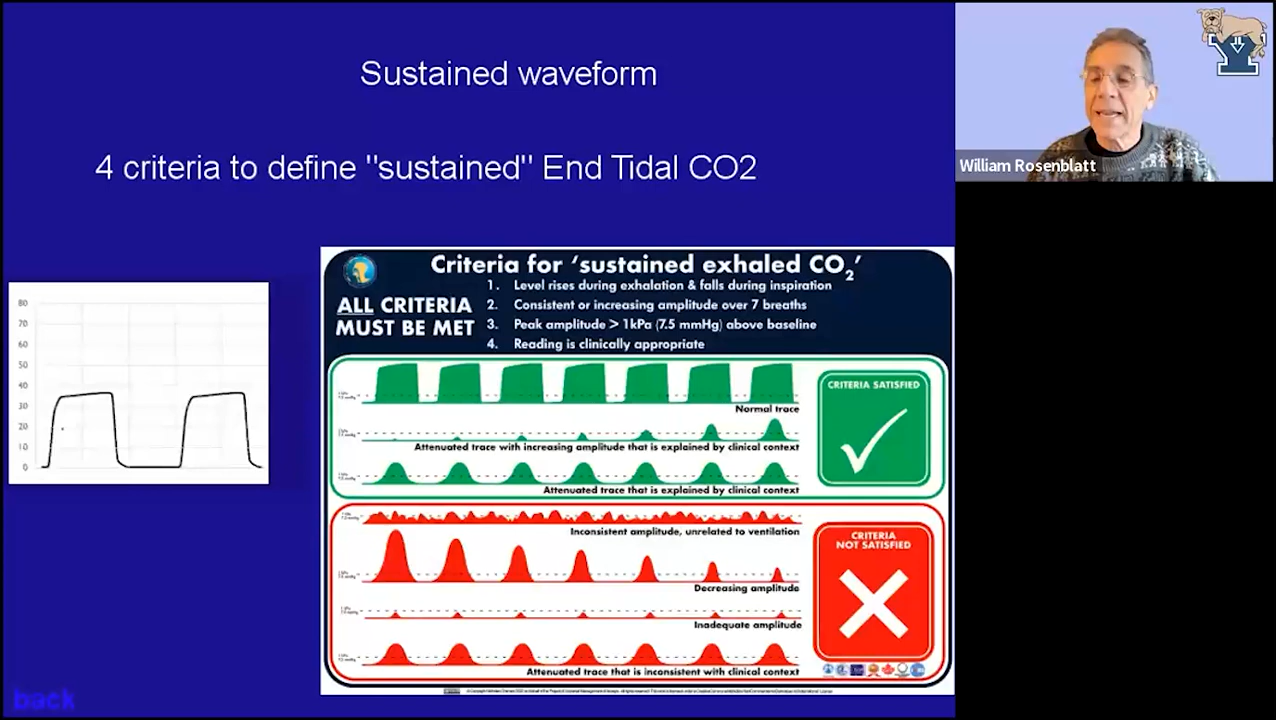 Sustained waveform
4 criteria to define "sustained" End Tidal CO2
William Rosenblatt
Y
80
70
60
50
40
30
20
10
0
Criteria for ‘sustained exhaled CO2’
ALL CRITERIA
MUST BE MET
1. Level rises during exhalation & falls during inspiration
2. Consistent or increasing amplitude over 7 breaths
3. Peak amplitude > 1kPa (7.5 mmHg) above baseline
4. Reading is clinically appropriate
Normal trace
Attenuated trace with increasing amplitude that is explained by clinical context
Attenuated trace that is explained by clinical context
CRITERIA SATISFIED
Inconsistent amplitude, unrelated to ventilation
Decreasing amplitude
Inadequate amplitude
Attenuated trace that is inconsistent with clinical context
CRITERIA
NOT SATISFIED
back